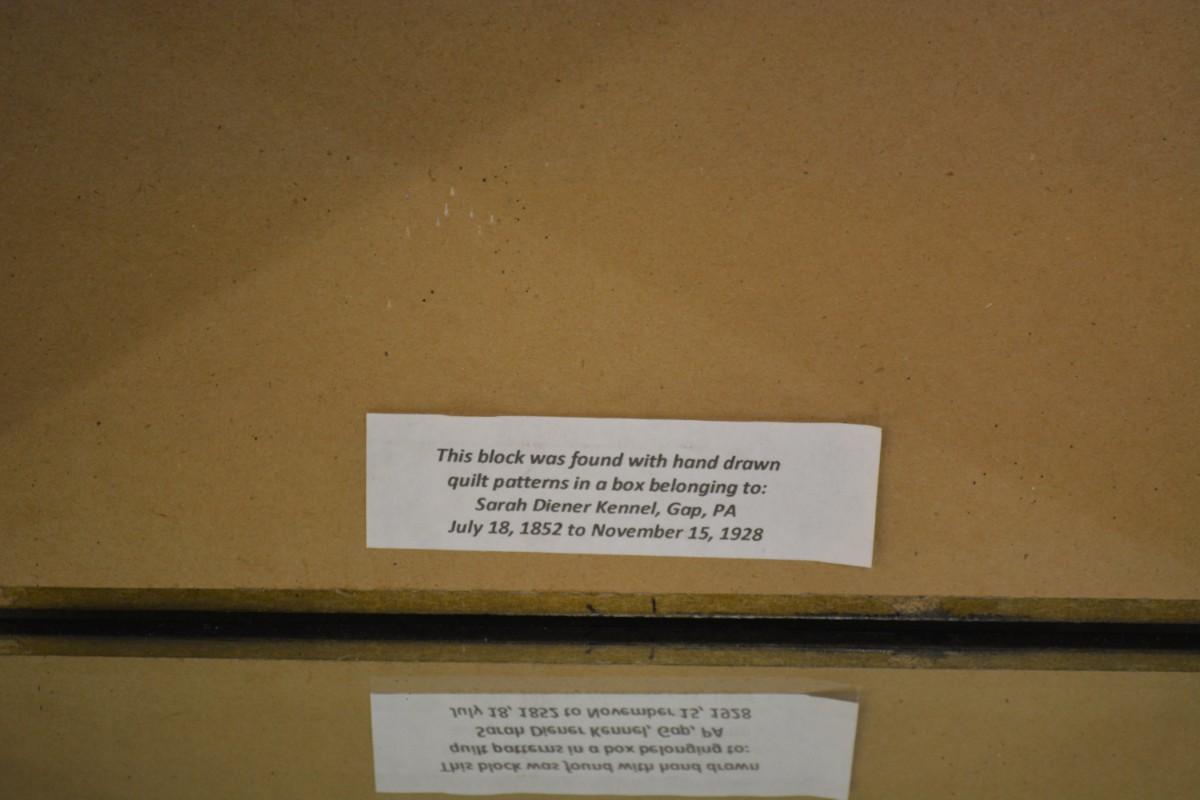 This block was found with hand drawn
quilt patterns in a box belonging to:
Sarah Diener Kennel, Gap, PA
July 18, 1852 to November 15, 1928